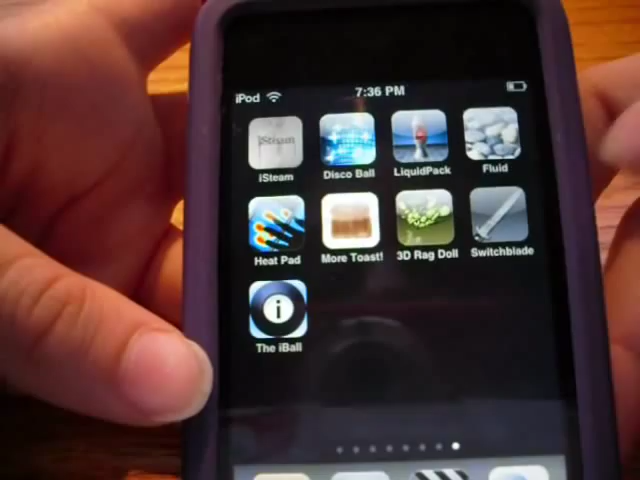 iPod 7:36 PM
iSteam
iSteam Disco Ball LiquidPack Fluid
Heat Pad More Toast! 3D Rag Doll Switchblade
i
The iBall